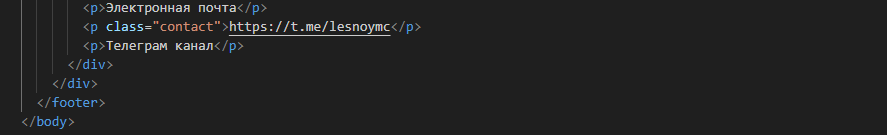 <p>Электронная почта</p>
<p class="contact">https://t.me/lesnoymc</p>
<p>Телеграм канал</p>
</div>
</div>
</footer>
</body>